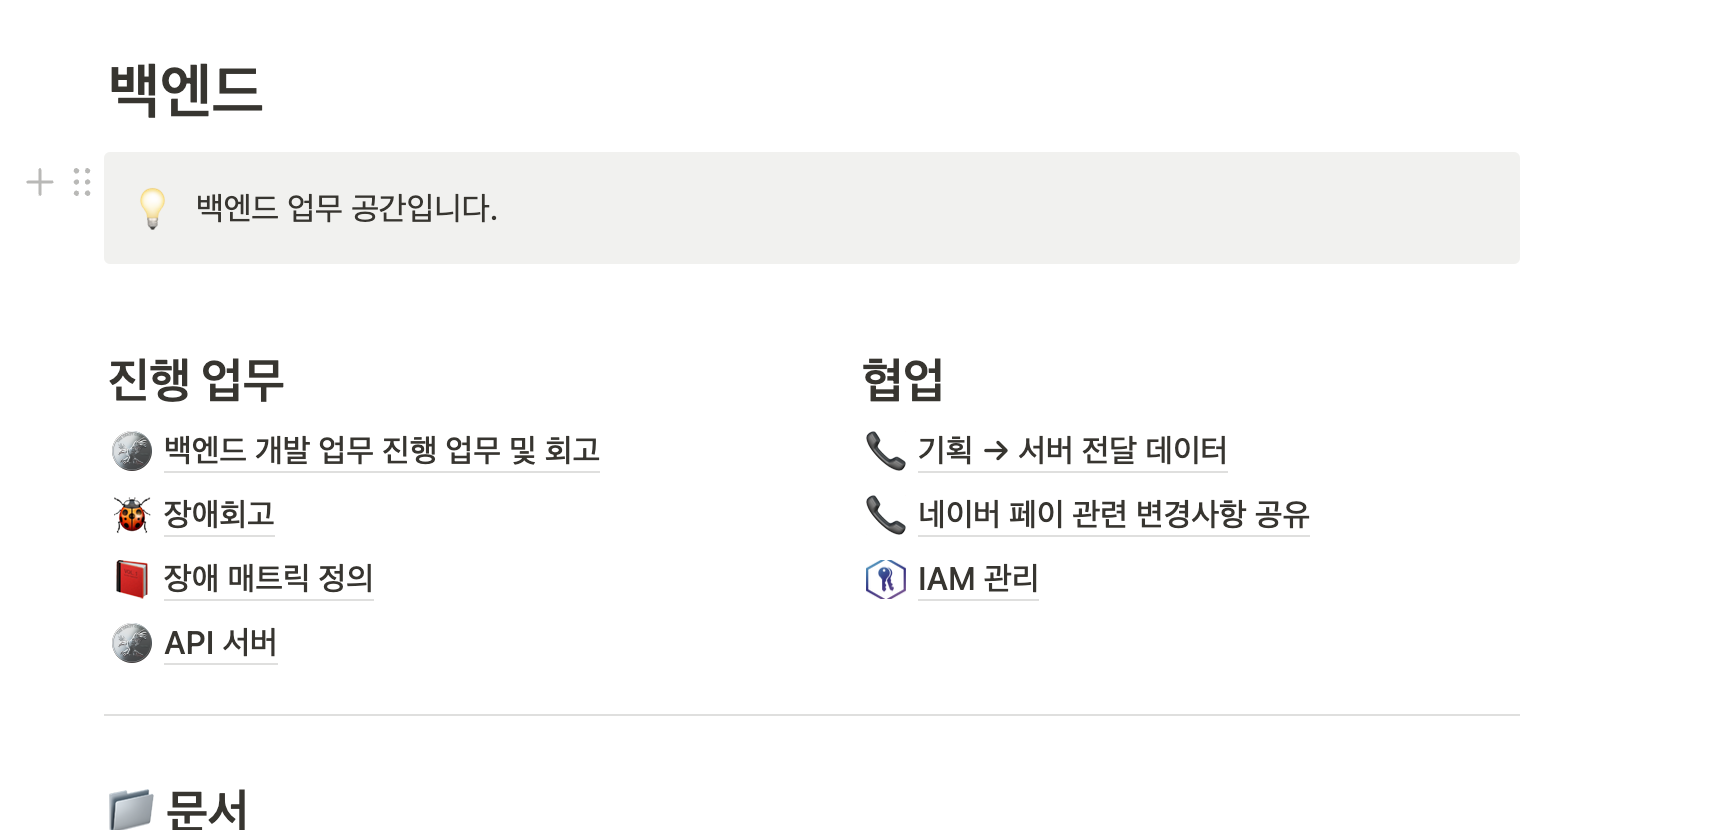 백엔드
백엔드 업무 공간입니다.
진행 업무
백엔드 개발 업무 진행 업무 및 회고
장애회고
장애 매트릭 정의
API 서버
협업
기획 → 서버 전달 데이터
네이버 페이 관련 변경사항 공유
IAM 관리
문서